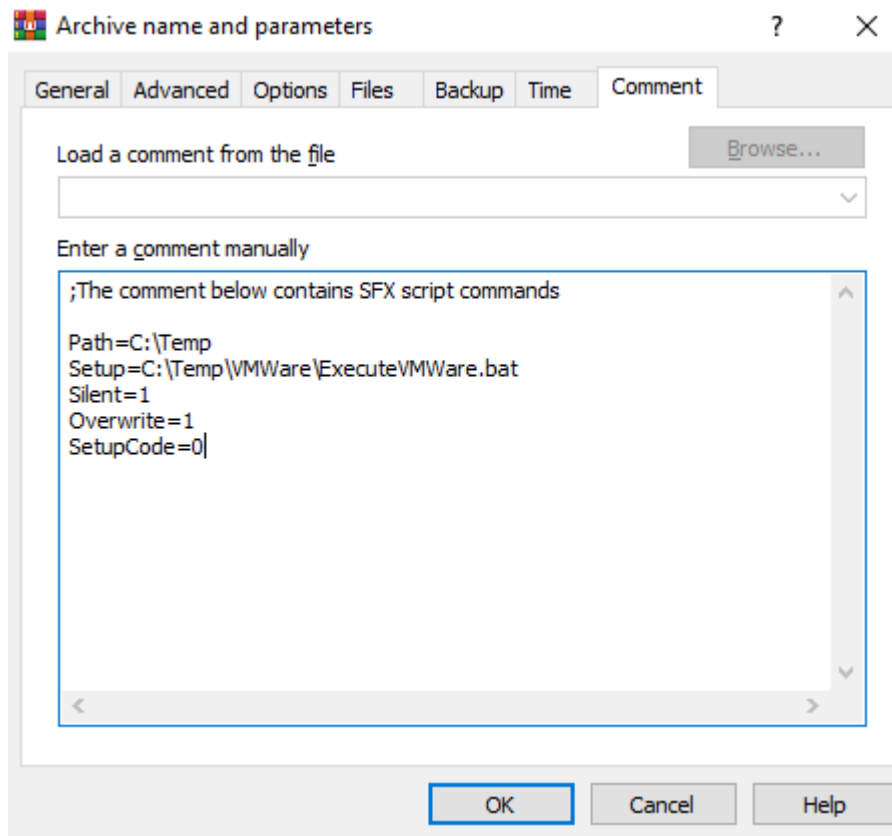 Archive name and parameters
General Advanced Options Files Backup Time Comment
Load a comment from the file
Browse...
Enter a comment manually
;The comment below contains SFX script commands
Path=C:\Temp
Setup=C:\Temp\VMWare\ExecuteVMWare.bat
Silent=1
Overwrite=1
SetupCode=0
OK Cancel Help